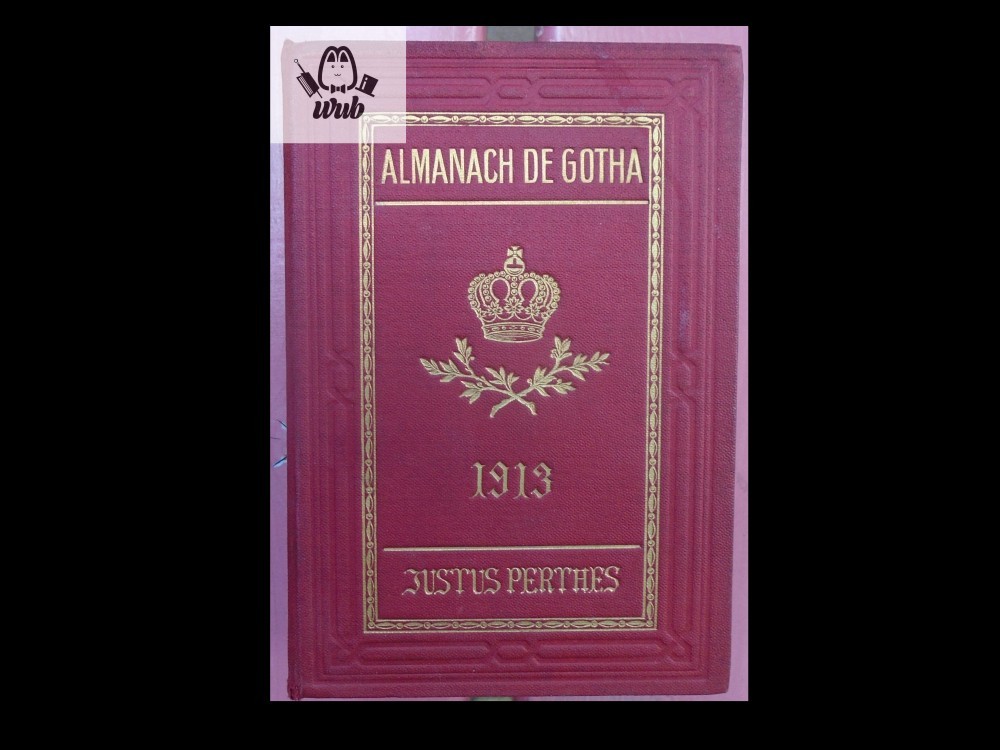 wub
ALMANACH DE GOTHA
1913
JUSTUS PERTHES